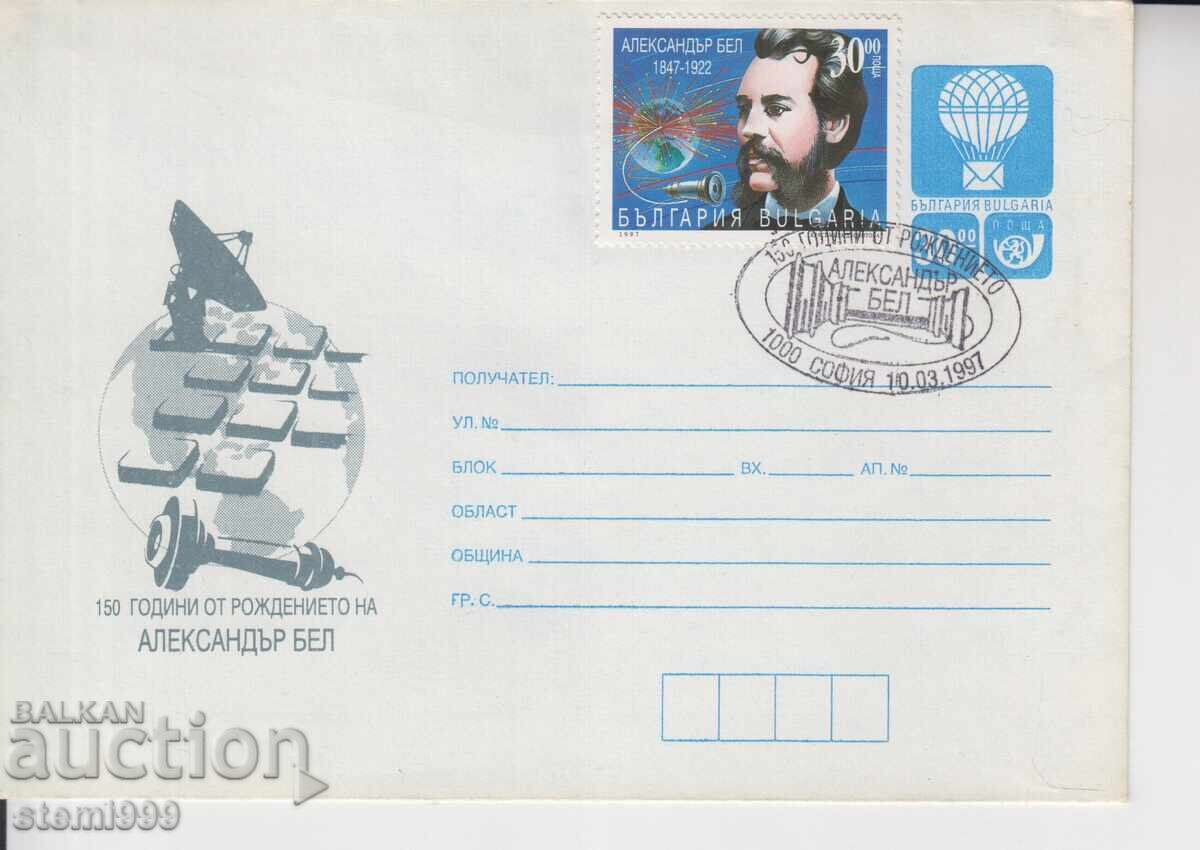 АЛЕКСАНДЪР БЕЛ
1847-1922
30.00
ПОЩА
БЪЛГАРИЯ BULGARIA
1997
БЪЛГАРИЯ BULGARIA
ПОЩА
150 ГОДИНИ ОТ РОЖДЕНИЕТО
АЛЕКСАНДЪР
БЕЛ
1000 СОФИЯ 10.03.1997
ПОЛУЧАТЕЛ:
УЛ. №
БЛОК ВХ. АП. №
ОБЛАСТ
ОБЩИНА
ГР. С.
150 ГОДИНИ ОТ РОЖДЕНИЕТО НА
АЛЕКСАНДЪР БЕЛ
BALKAN
auction
stemi999